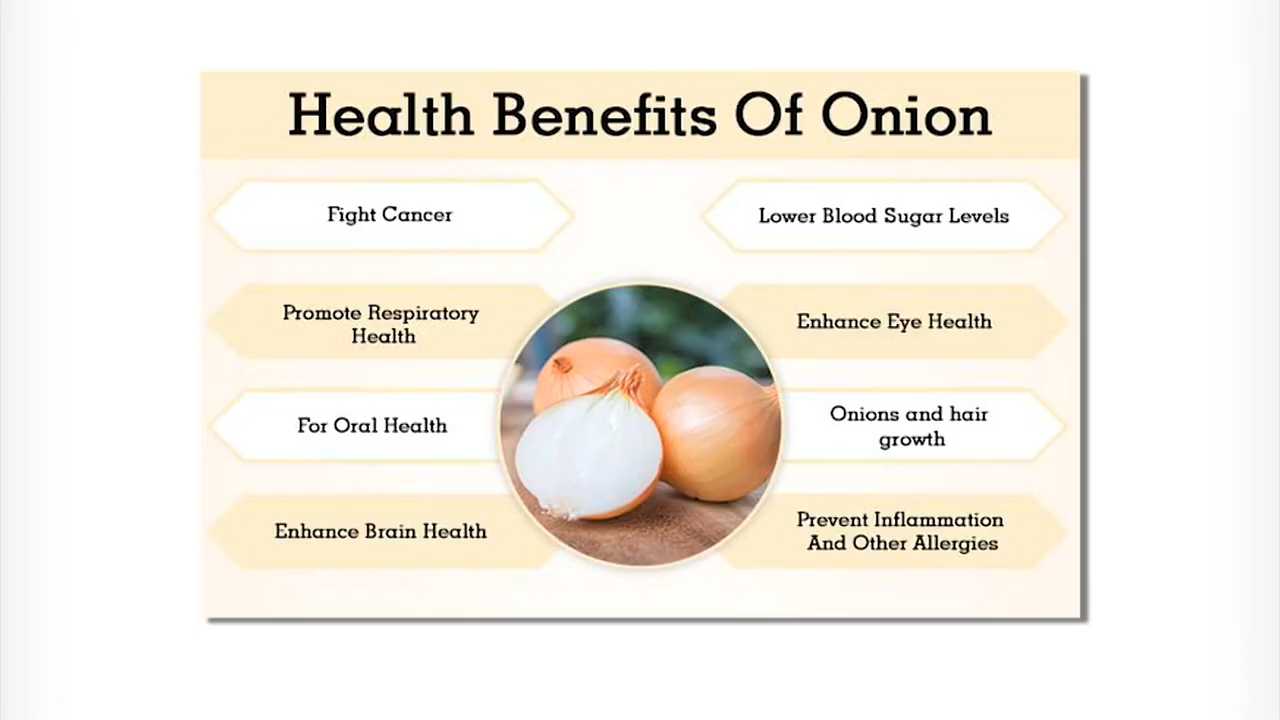 Health Benefits Of Onion
Fight Cancer
Lower Blood Sugar Levels
Promote Respiratory
Health
Enhance Eye Health
For Oral Health
Onions and hair
growth
Enhance Brain Health
Prevent Inflammation
And Other Allergies